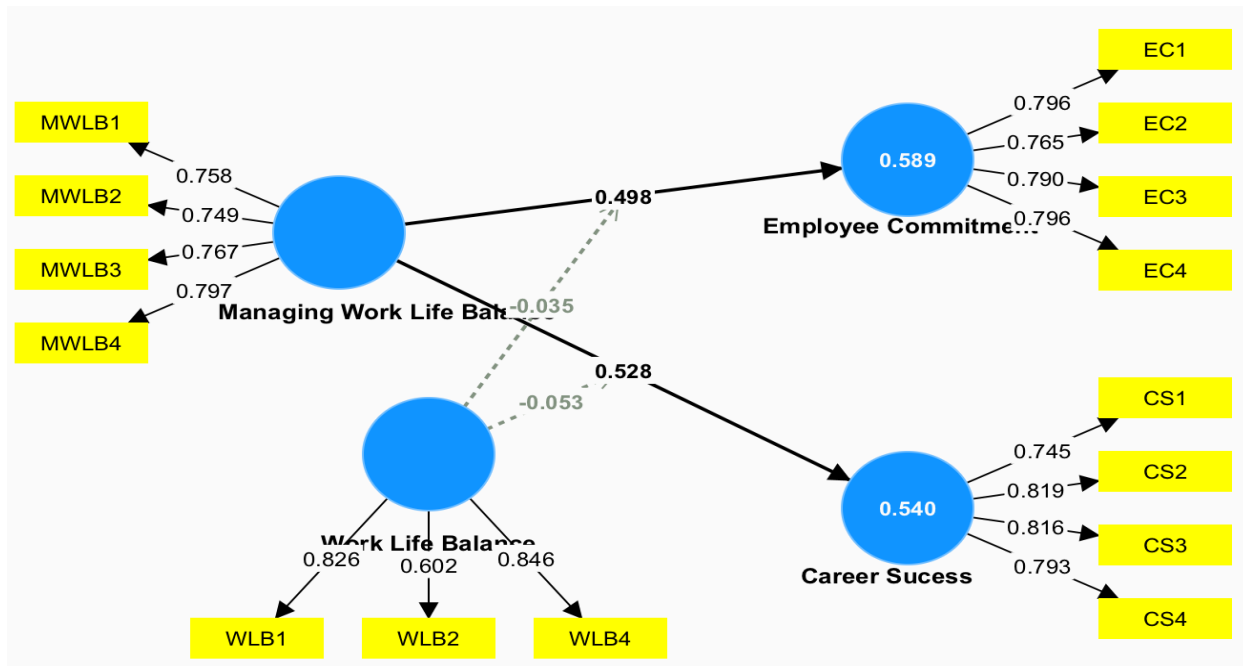 EC1
0.796
MWLB1
EC2
0.765
0.758
0.589
MWLB2
0.749
0.498
0.790
EC3
0.796
Employee Commitme...
MWLB3
0.767
EC4
0.797
-0.035
Managing Work Life
MWLB4
0.528
CS1
-0.053
0.745
CS2
0.819
0.540
0.816
CS3
Work Life Balance
0.826
0.602
0.846
0.793
Career Sucess
CS4
WLB1
WLB2
WLB4